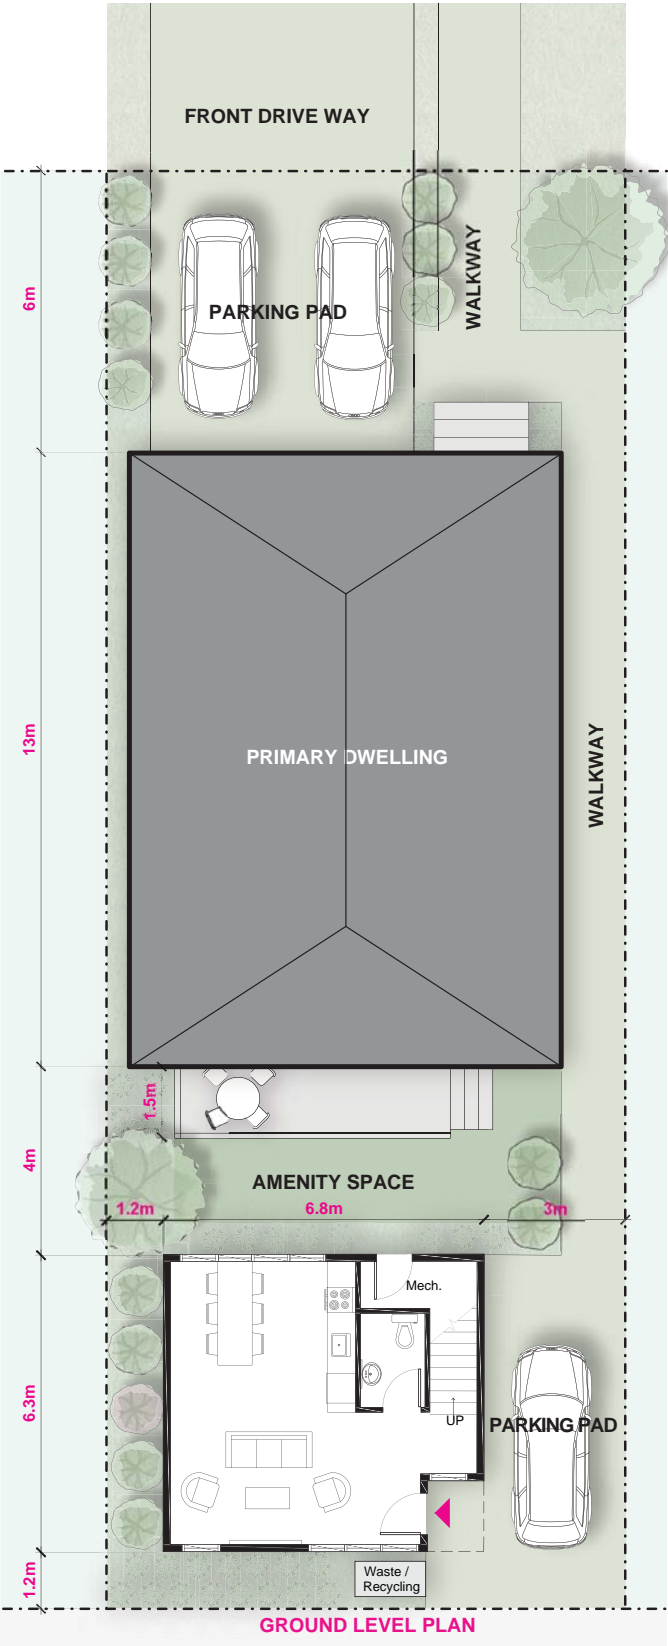 FRONT DRIVE WAY
6m
WALKWAY
PARKING PAD
13m
PRIMARY DWELLING
WALKWAY
1.5m
4m
AMENITY SPACE
1.2m
6.8m
3m
Mech.
6.3m
UP
PARKING PAD
1.2m
Waste /
Recycling
GROUND LEVEL PLAN